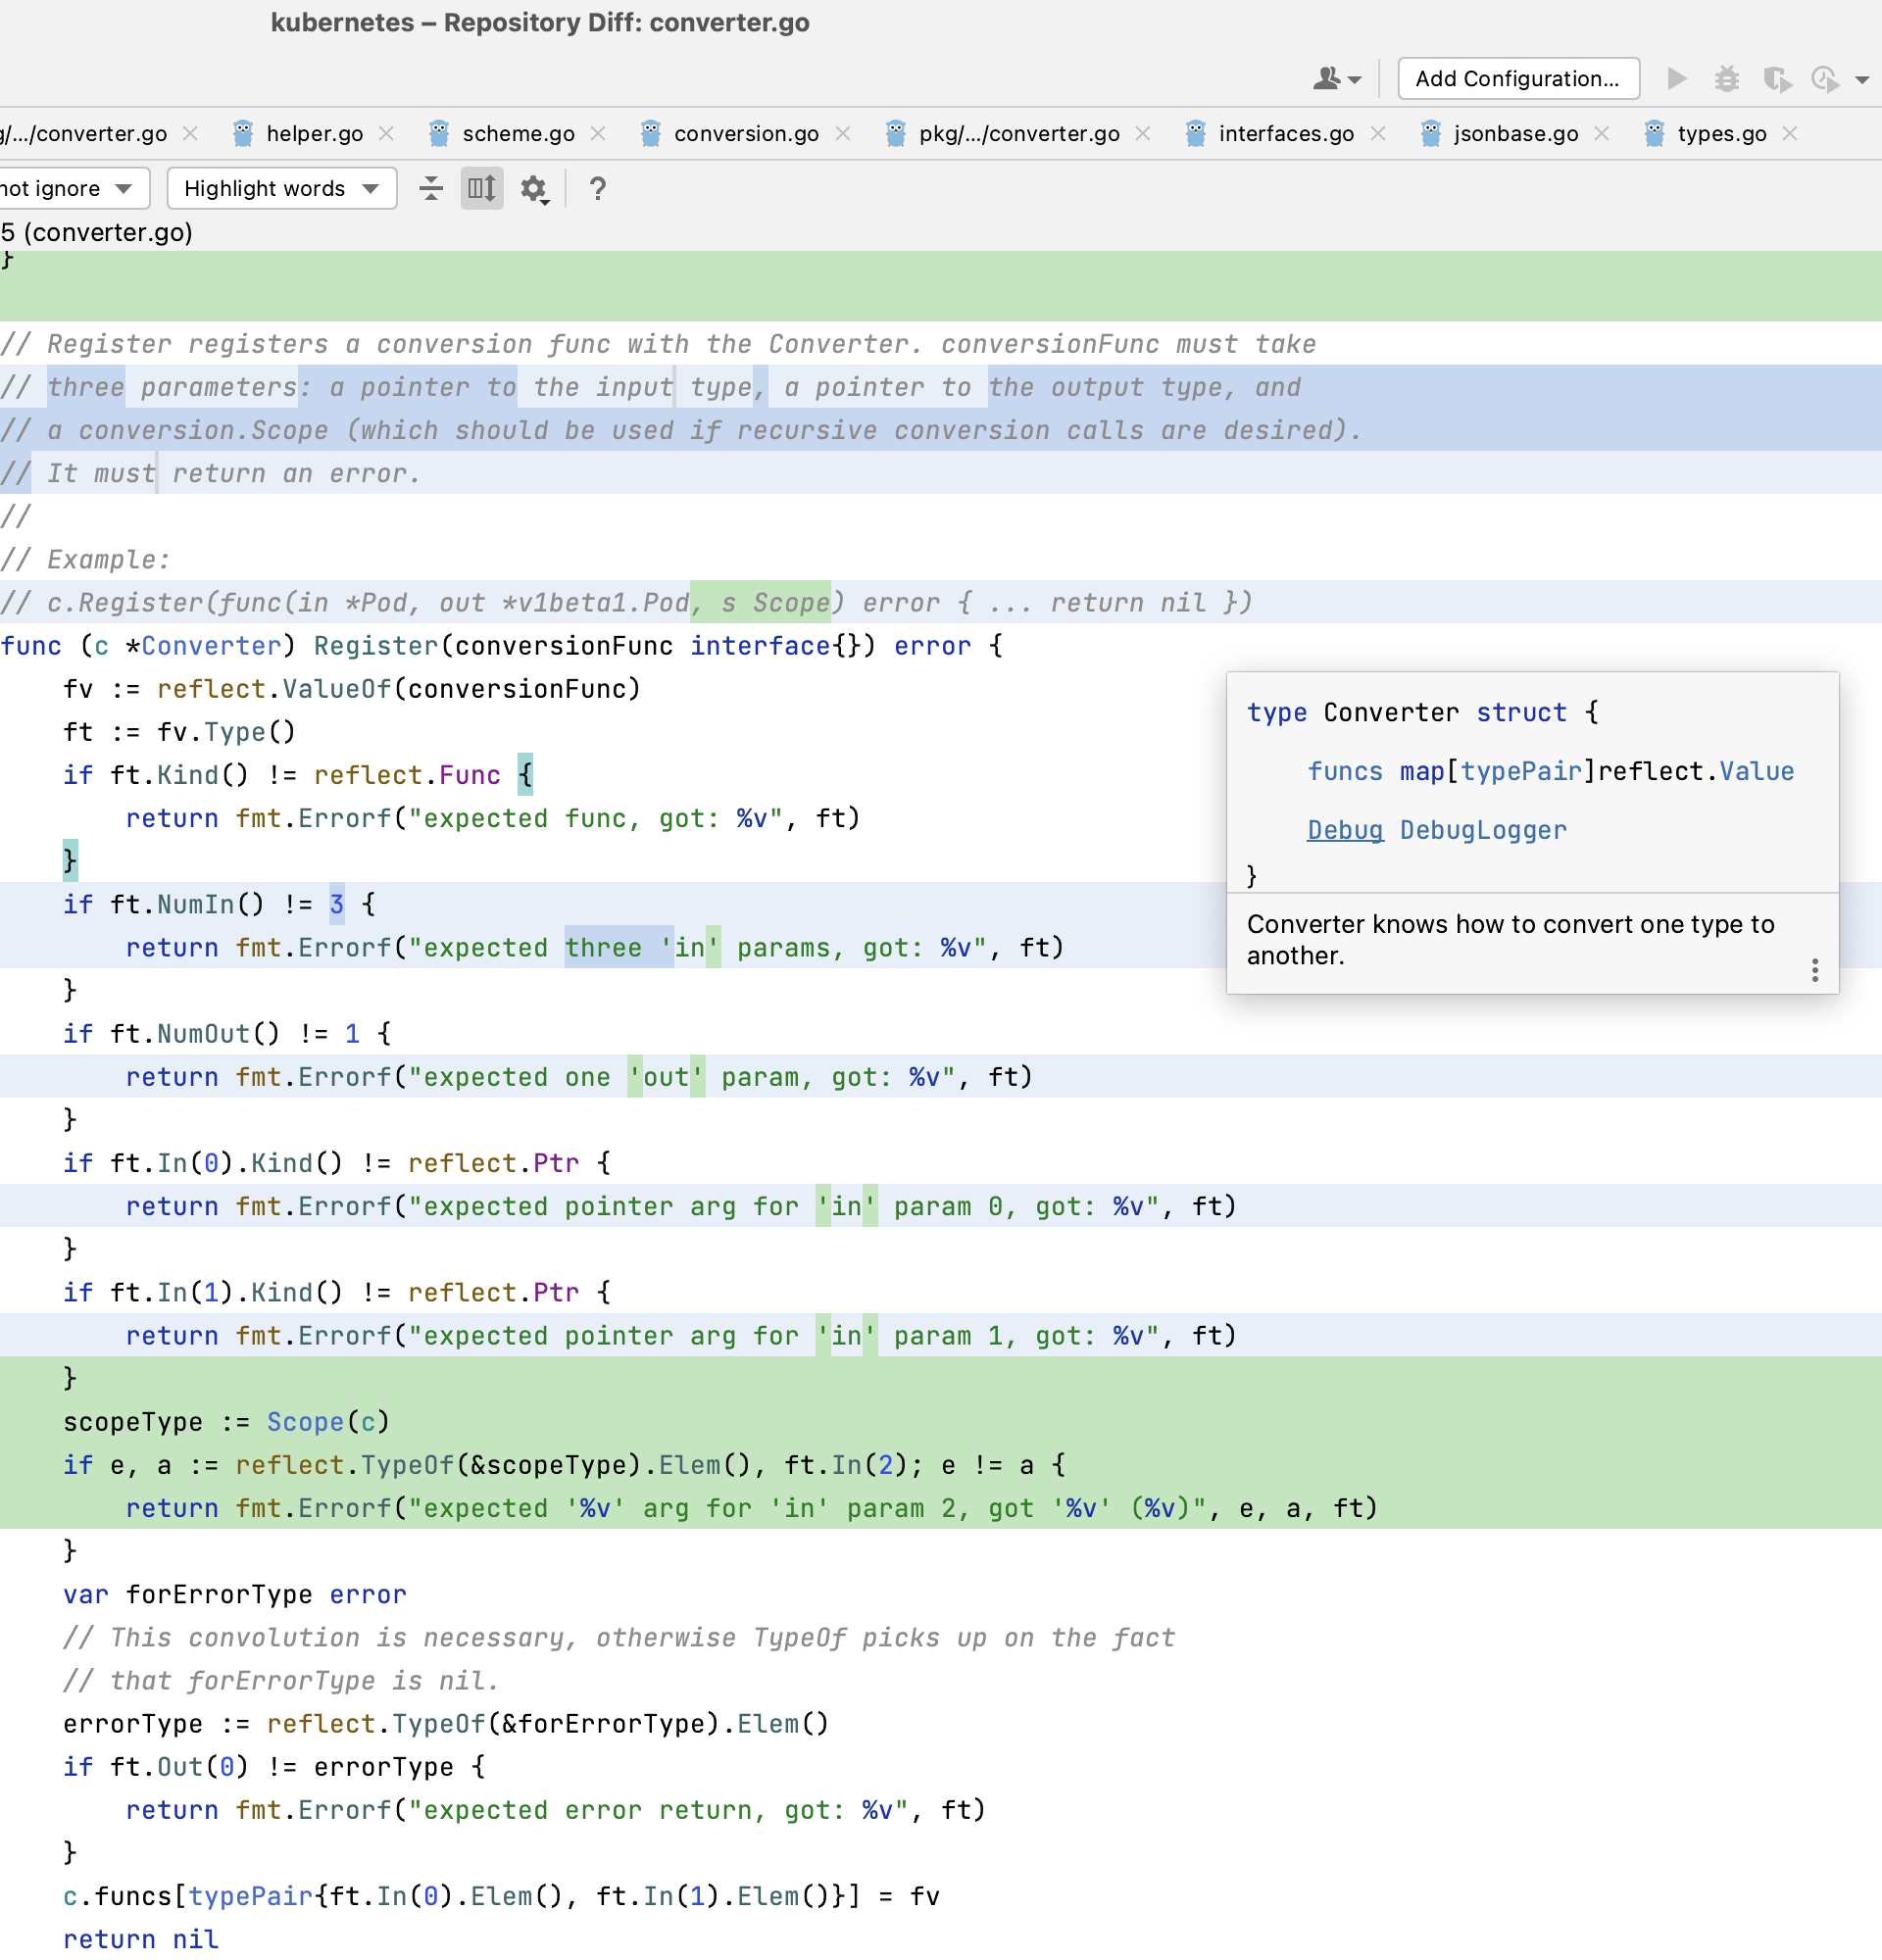 kubernetes – Repository Diff: converter.go
Add Configuration...
g/.../converter.go helper.go scheme.go conversion.go pkg/.../converter.go interfaces.go jsonbase.go types.go
not ignore Highlight words ?
5 (converter.go)
}
// Register registers a conversion func with the Converter. conversionFunc must take
// three parameters: a pointer to the input type, a pointer to the output type, and
// a conversion.Scope (which should be used if recursive conversion calls are desired).
// It must return an error.
//
// Example:
// c.Register(func(in *Pod, out *v1beta1.Pod, s Scope) error { ... return nil })
func (c *Converter) Register(conversionFunc interface{}) error {
fv := reflect.ValueOf(conversionFunc)
ft := fv.Type()
if ft.Kind() != reflect.Func {
return fmt.Errorf("expected func, got: %v", ft)
}
if ft.NumIn() != 3 {
return fmt.Errorf("expected three 'in' params, got: %v", ft)
}
if ft.NumOut() != 1 {
return fmt.Errorf("expected one 'out' param, got: %v", ft)
}
if ft.In(0).Kind() != reflect.Ptr {
return fmt.Errorf("expected pointer arg for 'in' param 0, got: %v", ft)
}
if ft.In(1).Kind() != reflect.Ptr {
return fmt.Errorf("expected pointer arg for 'in' param 1, got: %v", ft)
}
scopeType := Scope(c)
if e, a := reflect.TypeOf(&scopeType).Elem(), ft.In(2); e != a {
return fmt.Errorf("expected '%v' arg for 'in' param 2, got '%v' (%v)", e, a, ft)
}
var forErrorType error
// This convolution is necessary, otherwise TypeOf picks up on the fact
// that forErrorType is nil.
errorType := reflect.TypeOf(&forErrorType).Elem()
if ft.Out(0) != errorType {
return fmt.Errorf("expected error return, got: %v", ft)
}
c.funcs[typePair{ft.In(0).Elem(), ft.In(1).Elem()}] = fv
return nil
type Converter struct {
funcs map[typePair]reflect.Value
Debug DebugLogger
}
Converter knows how to convert one type to
another.